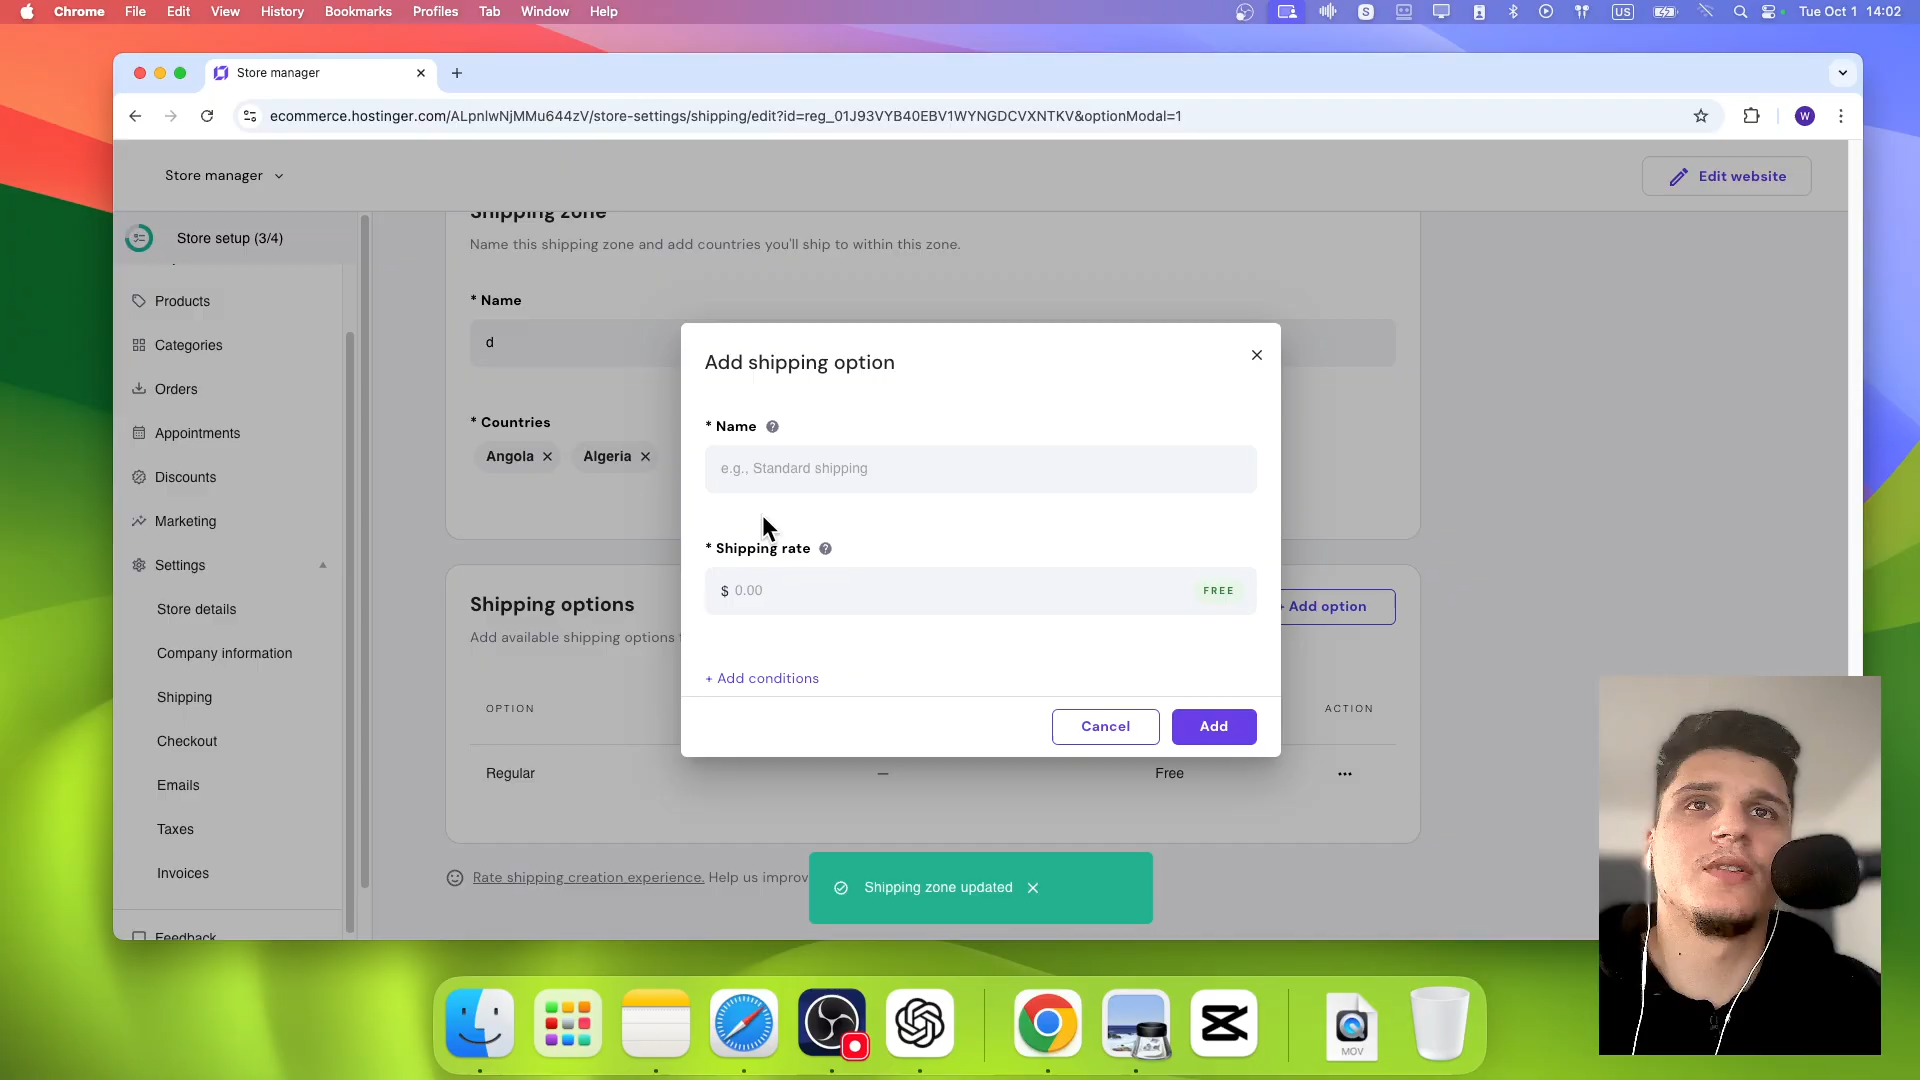 Chrome File Edit View History Bookmarks Profiles Tab Window Help
S US Tue Oct 1 14:02
Store manager
ecommerce.hostinger.com/ALpnlwNjMMu644zV/store-settings/shipping/edit?id=reg_01J93VYB40EBV1WYNGDCVXNTKV&optionModal=1
W
Store manager
Edit website
Store setup (3/4)
Products
Categories
Orders
Appointments
Discounts
Marketing
Settings
Store details
Company information
Shipping
Checkout
Emails
Taxes
Invoices
Feedback
Shipping zone
Name this shipping zone and add countries you'll ship to within this zone.
* Name
d
* Countries
Angola
Algeria
Shipping options
Add available shipping options
+ Add option
OPTION
ACTION
Regular
—
Free
Rate shipping creation experience. Help us improv
Add shipping option
* Name
e.g., Standard shipping
* Shipping rate
$ 0.00
FREE
+ Add conditions
Cancel
Add
Shipping zone updated
MOV